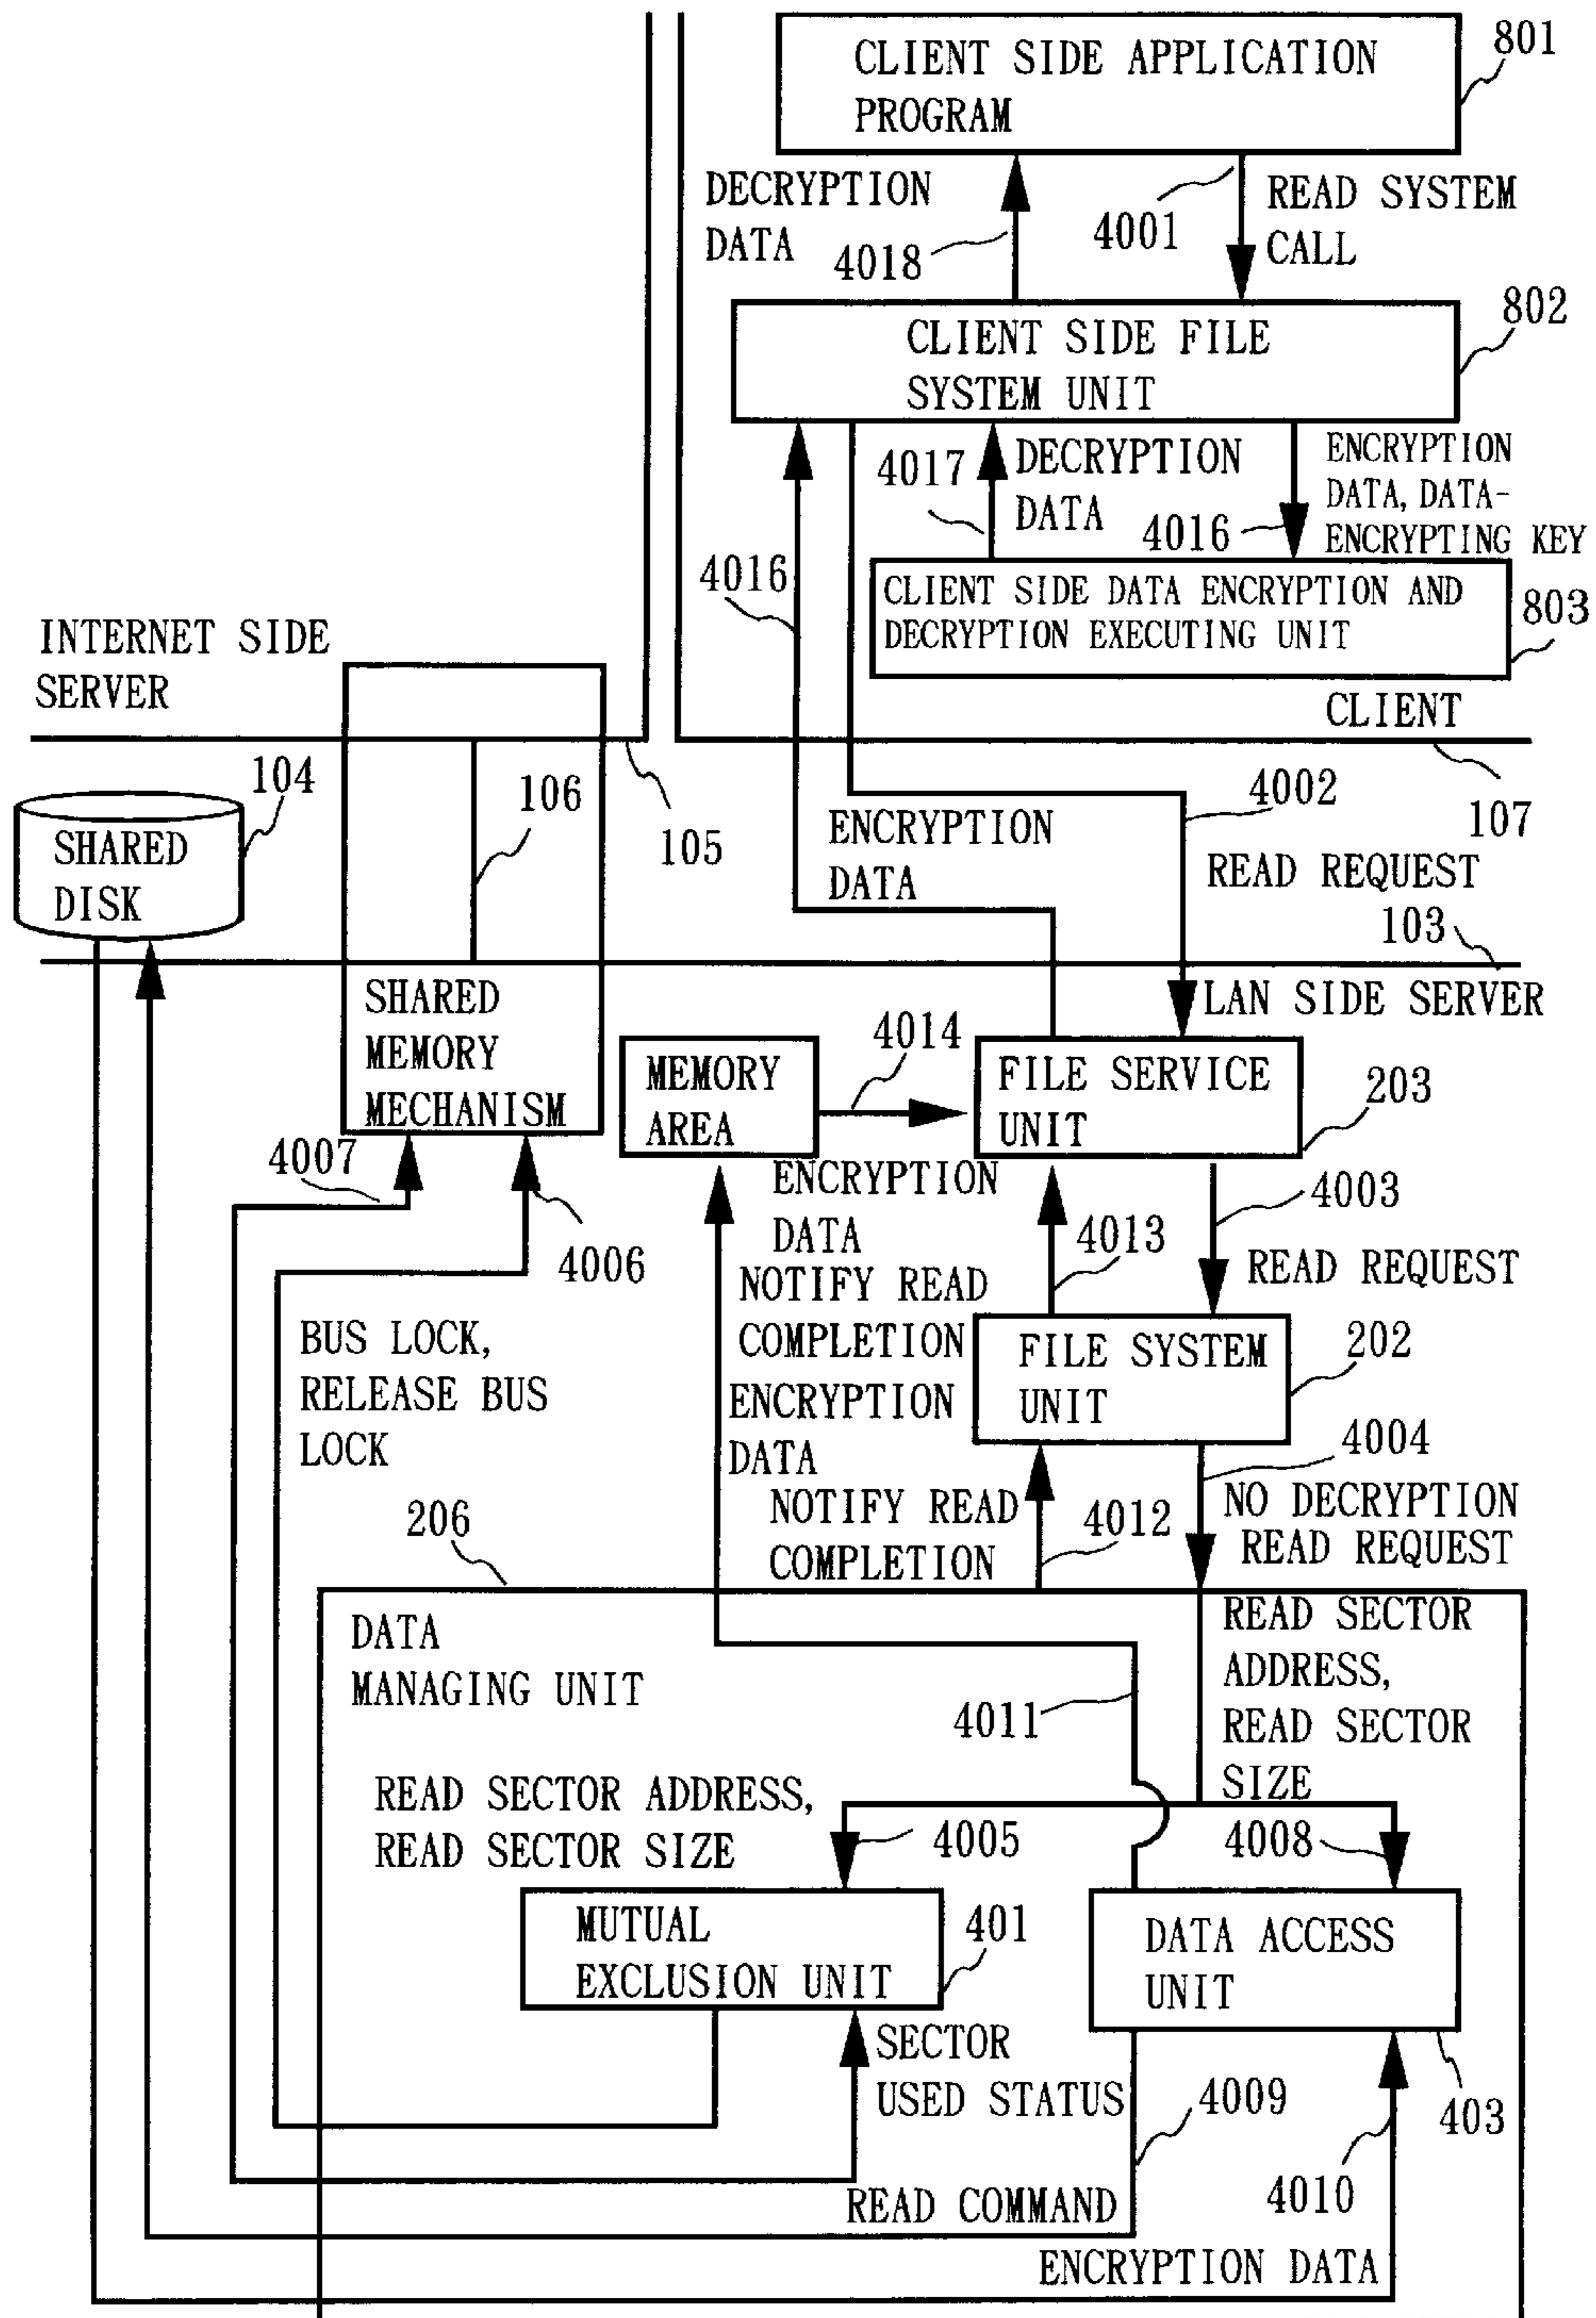 CLIENT SIDE APPLICATION
PROGRAM
801
DECRYPTION
DATA
4018
4001
READ SYSTEM
CALL
802
CLIENT SIDE FILE
SYSTEM UNIT
4017
DECRYPTION
DATA
4016
ENCRYPTION
DATA, DATA-
ENCRYPTING KEY
4016
CLIENT SIDE DATA ENCRYPTION AND
DECRYPTION EXECUTING UNIT
803
INTERNET SIDE
SERVER
CLIENT
104
106
105
4002
107
SHARED
DISK
ENCRYPTION
DATA
READ REQUEST
103
SHARED
MEMORY
MECHANISM
LAN SIDE SERVER
4014
MEMORY
AREA
FILE SERVICE
UNIT
203
4007
4006
ENCRYPTION
DATA
4013
4003
READ REQUEST
NOTIFY READ
COMPLETION
BUS LOCK,
RELEASE BUS
LOCK
FILE SYSTEM
UNIT
202
ENCRYPTION
DATA
4004
NO DECRYPTION
READ REQUEST
NOTIFY READ
COMPLETION
4012
206
DATA
MANAGING UNIT
READ SECTOR
ADDRESS,
READ SECTOR
SIZE
4011
READ SECTOR ADDRESS,
READ SECTOR SIZE
4005
4008
MUTUAL
EXCLUSION UNIT
401
DATA ACCESS
UNIT
SECTOR
USED STATUS
4009
403
4010
READ COMMAND
ENCRYPTION DATA